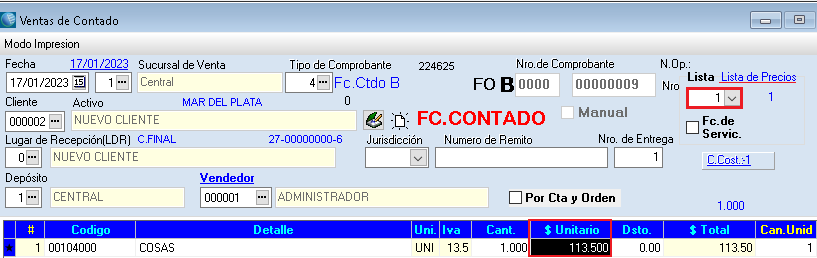 Ventas de Contado
Modo Impresion
Fecha 17/01/2023 Sucursal de Venta Tipo de Comprobante 224625 Nro.de Comprobante N.Op.:
17/01/2023 15 1 Central 4 Fc.Ctdo B FO B 0000 00000009 Nro
Lista Lista de Precios
1 1
Cliente Activo MAR DEL PLATA 0
000002 NUEVO CLIENTE FC.CONTADO Manual
Fc.de Servic.
Lugar de Recepción(LDR) C.FINAL 27-00000000-6 Jurisdicción Numero de Remito Nro. de Entrega
0 NUEVO CLIENTE 1
C.Cost.:-1
Depósito Vendedor
1 CENTRAL 000001 ADMINISTRADOR Por Cta y Orden
1.000
# Codigo Detalle Uni. Iva Cant. $ Unitario Dsto. $ Total Can.Unid
1 00104000 COSAS UNI 13.5 1.000 113.500 0.00 113.50 1